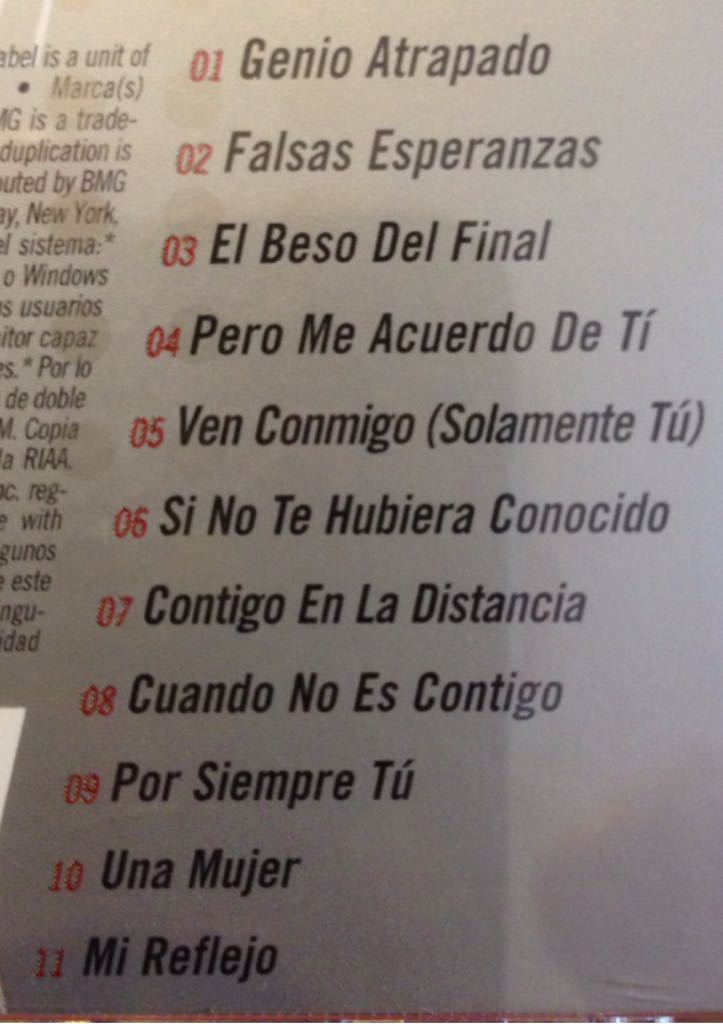 abel is a unit of
• Marca(s)
MG is a trade-
duplication is
buted by BMG
ay, New York,
el sistema:*
o Windows
s usuarios
itor capaz
es.* Por lo
de doble
M. Copia
la RIAA.
nc. reg-
e with
gunos
e este
ngu-
idad
01 Genio Atrapado
02 Falsas Esperanzas
03 El Beso Del Final
04 Pero Me Acuerdo De Tí
05 Ven Conmigo (Solamente Tú)
06 Si No Te Hubiera Conocido
07 Contigo En La Distancia
08 Cuando No Es Contigo
09 Por Siempre Tú
10 Una Mujer
11 Mi Reflejo